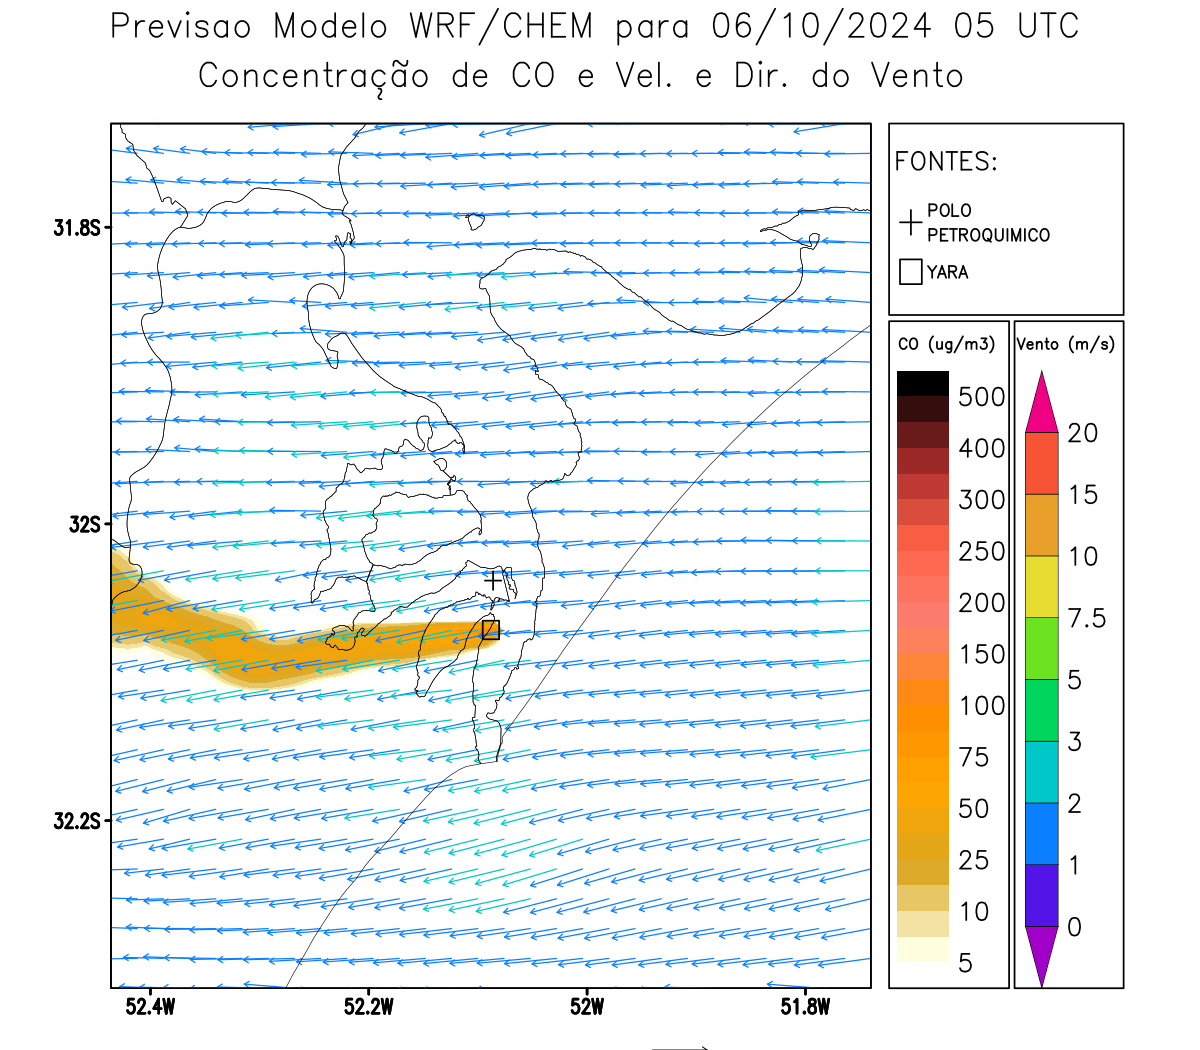 Previsao Modelo WRF/CHEM para 06/10/2024 05 UTC
Concentração de CO e Vel. e Dir. do Vento
FONTES:
POLO
PETROQUIMICO
YARA
31.8S
32S
32.2S
52.4W
52.2W
52W
51.8W
CO (ug/m3)
500
400
300
250
200
150
100
75
50
25
10
5
Vento (m/s)
20
15
10
7.5
5
3
2
1
0